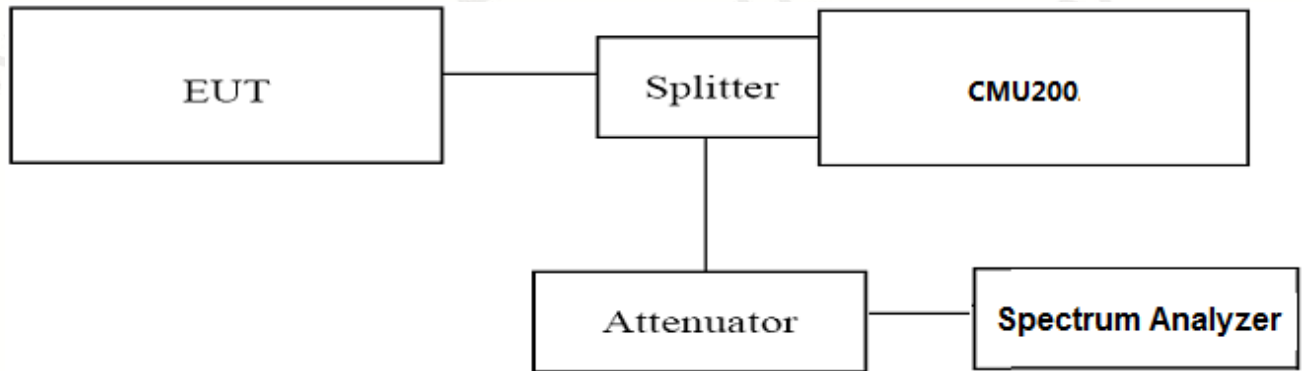 EUT
Splitter
CMU200.
Attenuator
Spectrum Analyzer